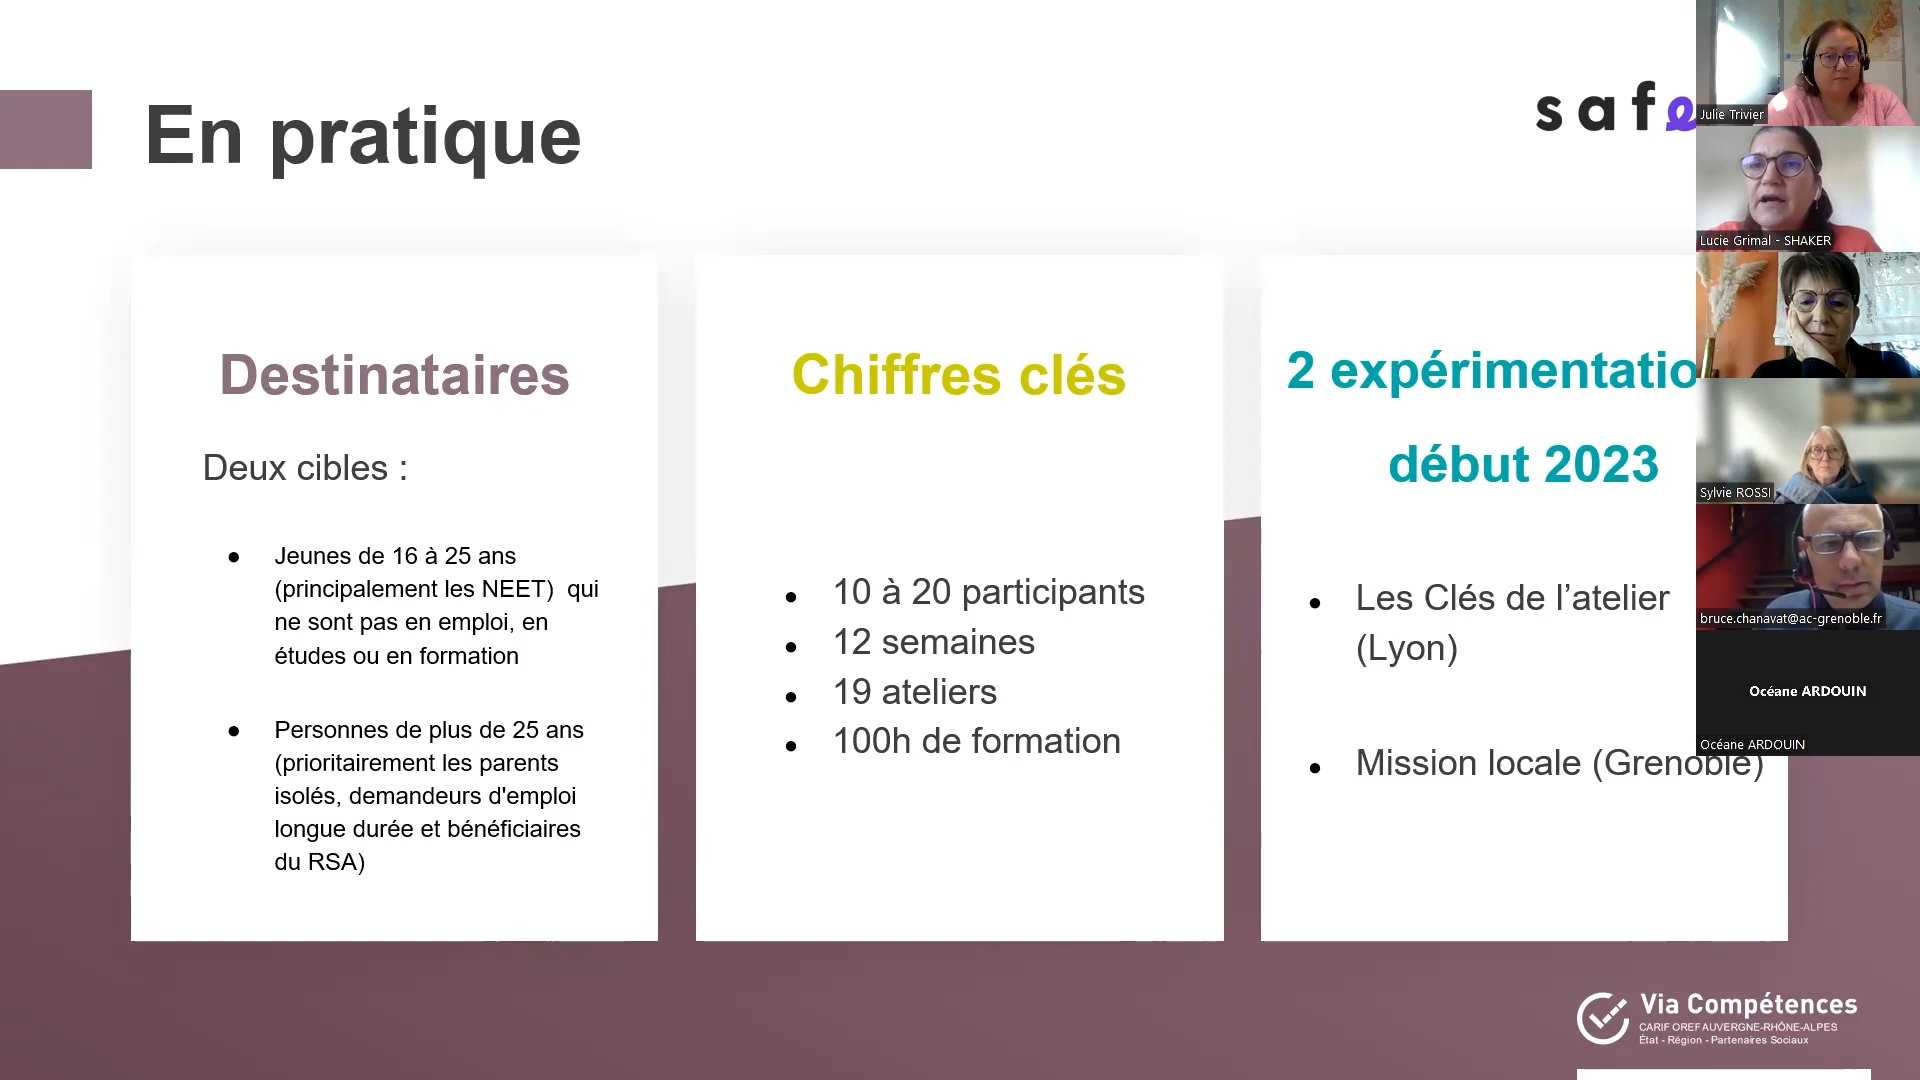 En pratique
safe
Destinataires
Deux cibles :
● Jeunes de 16 à 25 ans
(principalement les NEET) qui
ne sont pas en emploi, en
études ou en formation
● Personnes de plus de 25 ans
(prioritairement les parents
isolés, demandeurs d'emploi
longue durée et bénéficiaires
du RSA)
Chiffres clés
● 10 à 20 participants
● 12 semaines
● 19 ateliers
● 100h de formation
2 expérimentatio
début 2023
● Les Clés de l’atelier
(Lyon)
● Mission locale (Grenoble)
Julie Trivier
Lucie Grimal - SHAKER
Sylvie ROSSI
bruce.chanavat@ac-grenoble.fr
Océane ARDOUIN
Océane ARDOUIN
Via Compétences
CARIF OREF AUVERGNE-RHÔNE-ALPES
État - Région - Partenaires Sociaux